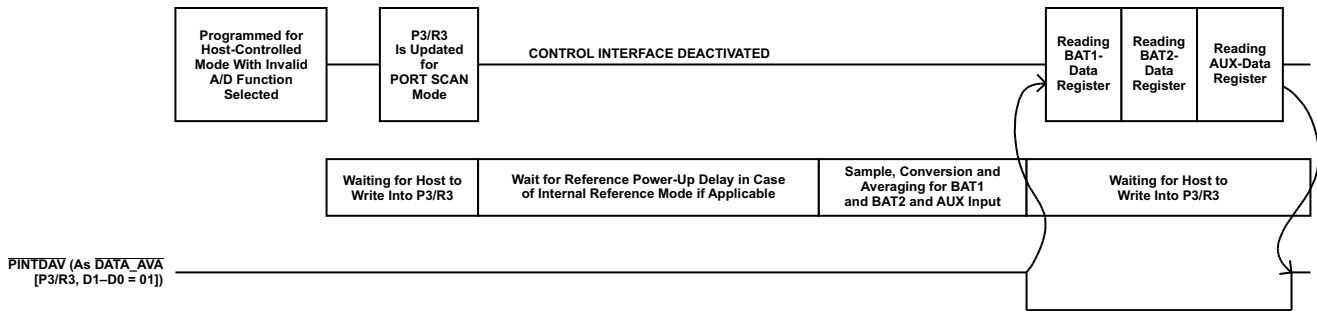 Programmed for
Host-Controlled
Mode With Invalid
A/D Function
Selected
P3/R3
Is Updated
for
PORT SCAN
Mode
CONTROL INTERFACE DEACTIVATED
Reading
BAT1-
Data
Register
Reading
BAT2-
Data
Register
Reading
AUX-Data
Register
Waiting for Host to
Write Into P3/R3
Wait for Reference Power-Up Delay in Case
of Internal Reference Mode if Applicable
Sample, Conversion and
Averaging for BAT1
and BAT2 and AUX Input
Waiting for Host to
Write Into P3/R3
PINTDAV (As DATA_AVA
[P3/R3, D1–D0 = 01])